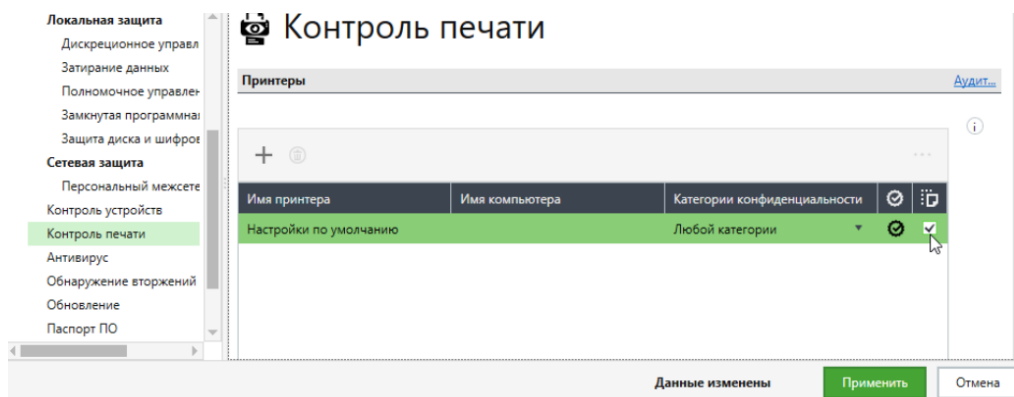 Локальная защита
Дискреционное управл
Затирание данных
Полномочное управлен
Замкнутая программная
Защита диска и шифров
Сетевая защита
Персональный межсете
Контроль устройств
Контроль печати
Антивирус
Обнаружение вторжений
Обновление
Паспорт ПО
Контроль печати
Принтеры
Аудит...
Имя принтера Имя компьютера Категории конфиденциальности
Настройки по умолчанию Любой категории
Данные изменены Применить Отмена